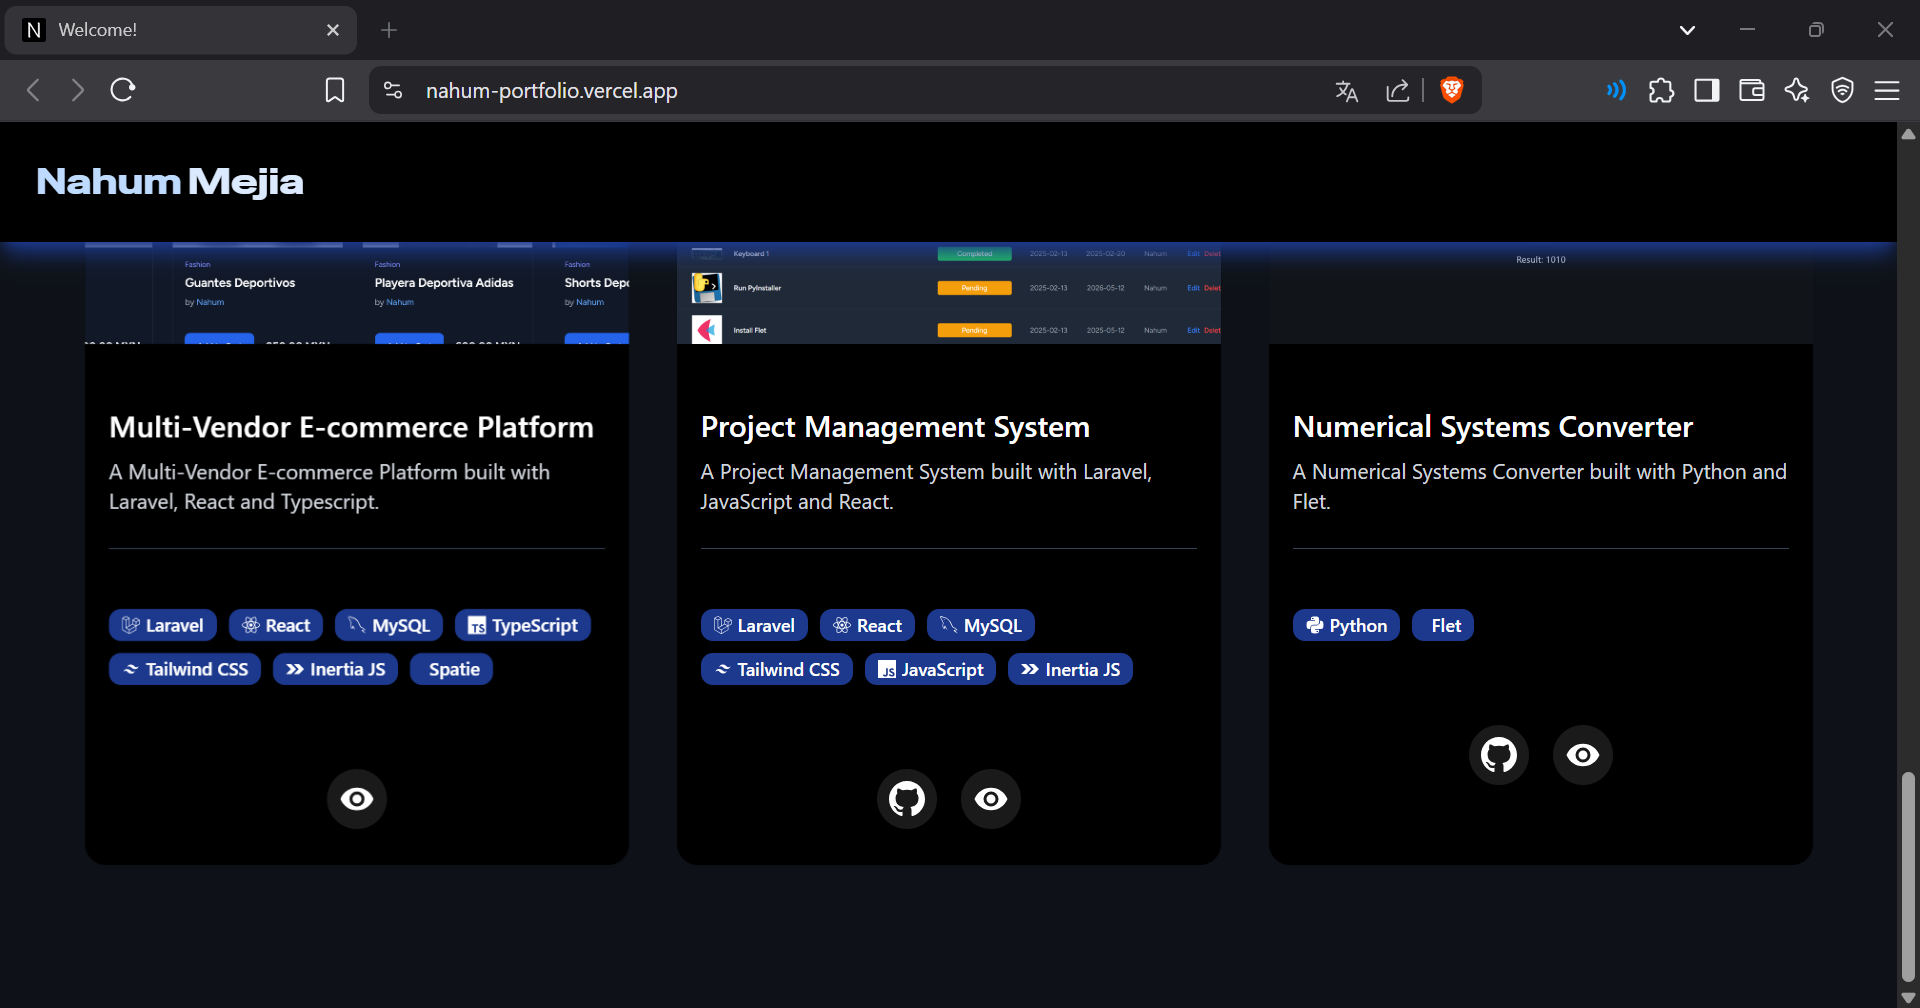 N Welcome!
nahum-portfolio.vercel.app
Nahum Mejia
Fashion
Guantes Deportivos
by Nahum
Fashion
Playera Deportiva Adidas
by Nahum
Fashion
Shorts Depo
by Nahum
Keyboard 1 Completed 2025-02-13 2025-02-20 Nahum Edit Delet
Run PyInstaller Pending 2025-02-13 2026-05-12 Nahum Edit Delet
Install Flet Pending 2025-02-13 2026-05-12 Nahum Edit Delet
Result: 1010
Multi-Vendor E-commerce Platform
A Multi-Vendor E-commerce Platform built with
Laravel, React and Typescript.
Laravel React MySQL TS TypeScript
Tailwind CSS Inertia JS Spatie
Project Management System
A Project Management System built with Laravel,
JavaScript and React.
Laravel React MySQL
Tailwind CSS JS JavaScript Inertia JS
Numerical Systems Converter
A Numerical Systems Converter built with Python and
Flet.
Python Flet